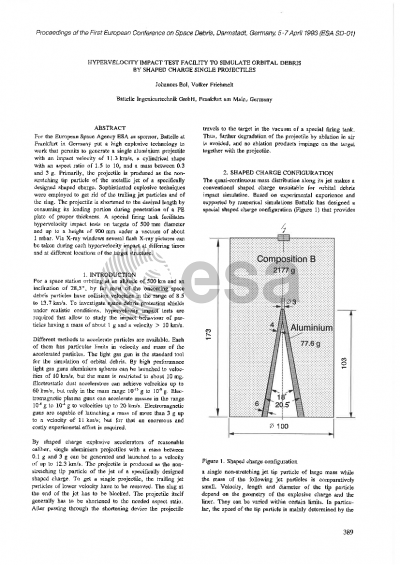 Proceedings of the First European Conference on Space Debris, Darmstadt, Germany, 5-7 April 1993 (ESA SD-01)
HYPERVELOCITY IMPACT TEST FACILITY TO SIMULATE ORBITAL DEBRIS
BY SHAPED CHARGE SINGLE PROJECTILES
Johannes Bol, Volker Friehmelt
Battelle Ingenieurtechnik GmbH, Frankfurt am Main, Germany
ABSTRACT
For the European Space Agency ESA as sponsor, Battelle at
Frankfurt in Germany put a high explosive technology to
work that permits to generate a single aluminium projectile
with an impact velocity of 11.3 km/s, a cylindrical shape
with an aspect ratio of 1.5 to 10, and a mass between 0.3
and 3 g. Primarily, the projectile is produced as the non-
stretching tip particle of the metallic jet of a specifically
designed shaped charge. Sophisticated explosive techniques
were employed to get rid of the trailing jet particles and of
the slug. The projectile is shortened to the desired length by
consuming its leading portion during penetration of a PE
plate of proper thickness. A special firing tank facilitates
hypervelocity impact tests on targets of 500 mm diameter
and up to a height of 900 mm under a vacuum of about
1 mbar. Via X-ray windows several flash X-ray pictures can
be taken during each hypervelocity impact at differing times
and at different locations of the target structure.
1. INTRODUCTION
For a space station orbiting at an altitude of 500 km and an
inclination of 28,5°, by far most of the oncoming space
debris particles have collision velocities in the range of 8.5
to 13.7 km/s. To investigate space debris protection shields
under realistic conditions, hypervelocity impact tests are
required that allow to study the impact behaviour of par-
ticles having a mass of about 1 g and a velocity > 10 km/s.
Different methods to accelerate particles are available. Each
of them has particular limits in velocity and mass of the
accelerated particles. The light gas gun is the standard tool
for the simulation of orbital debris. By high performance
light gas guns aluminium spheres can be launched to veloc-
ities of 10 km/s, but the mass is restricted to about 10 mg.
Electrostatic dust accelerators can achieve velocities up to
60 km/s, but only in the mass range to g. Elec-
tromagnetic plasma guns can accelerate masses in the range
g to g to velocities up to 20 km/s. Electromagnetic
guns are capable of launching a mass of more than 3 g up
to a velocity of 11 km/s; but for that an enormous and
costly experimental effort is required.
By shaped charge explosive accelerators of reasonable
caliber, single aluminium projectiles with a mass between
0.1 g and 3 g can be generated and launched to a velocity
of up to 12.3 km/s. The projectile is produced as the non-
stretching tip particle of the jet of a specifically designed
shaped charge. To get a single projectile, the trailing jet
particles of lower velocity have to be removed. The slug at
the end of the jet has to be blocked. The projectile itself
generally has to be shortened to the needed aspect ratio.
After passing through the shortening device the projectile
travels to the target in the vacuum of a special firing tank.
Thus, further degradation of the projectile by ablation in air
is avoided, and no ablation products impinge on the target
together with the projectile.
2. SHAPED CHARGE CONFIGURATION
The quasi-continuous mass distribution along its jet makes a
conventional shaped charge unsuitable for orbital debris
impact simulation. Based on experimental experience and
supported by numerical simulations Battelle has designed a
special shaped charge configuration (Figure 1) that provides
Composition B
2177 g
Ø 3
4
Aluminium
77.6 g
173
103
18°
20.5°
6
Ø 100
esa
Figure 1. Shaped charge configuration
a single non-stretching jet tip particle of large mass while
the mass of the following jet particles is comparatively
small. Velocity, length and diameter of the tip particle
depend on the geometry of the explosive charge and the
liner. They can be varied within certain limits. In particu-
lar, the speed of the tip particle is mainly determined by the
389